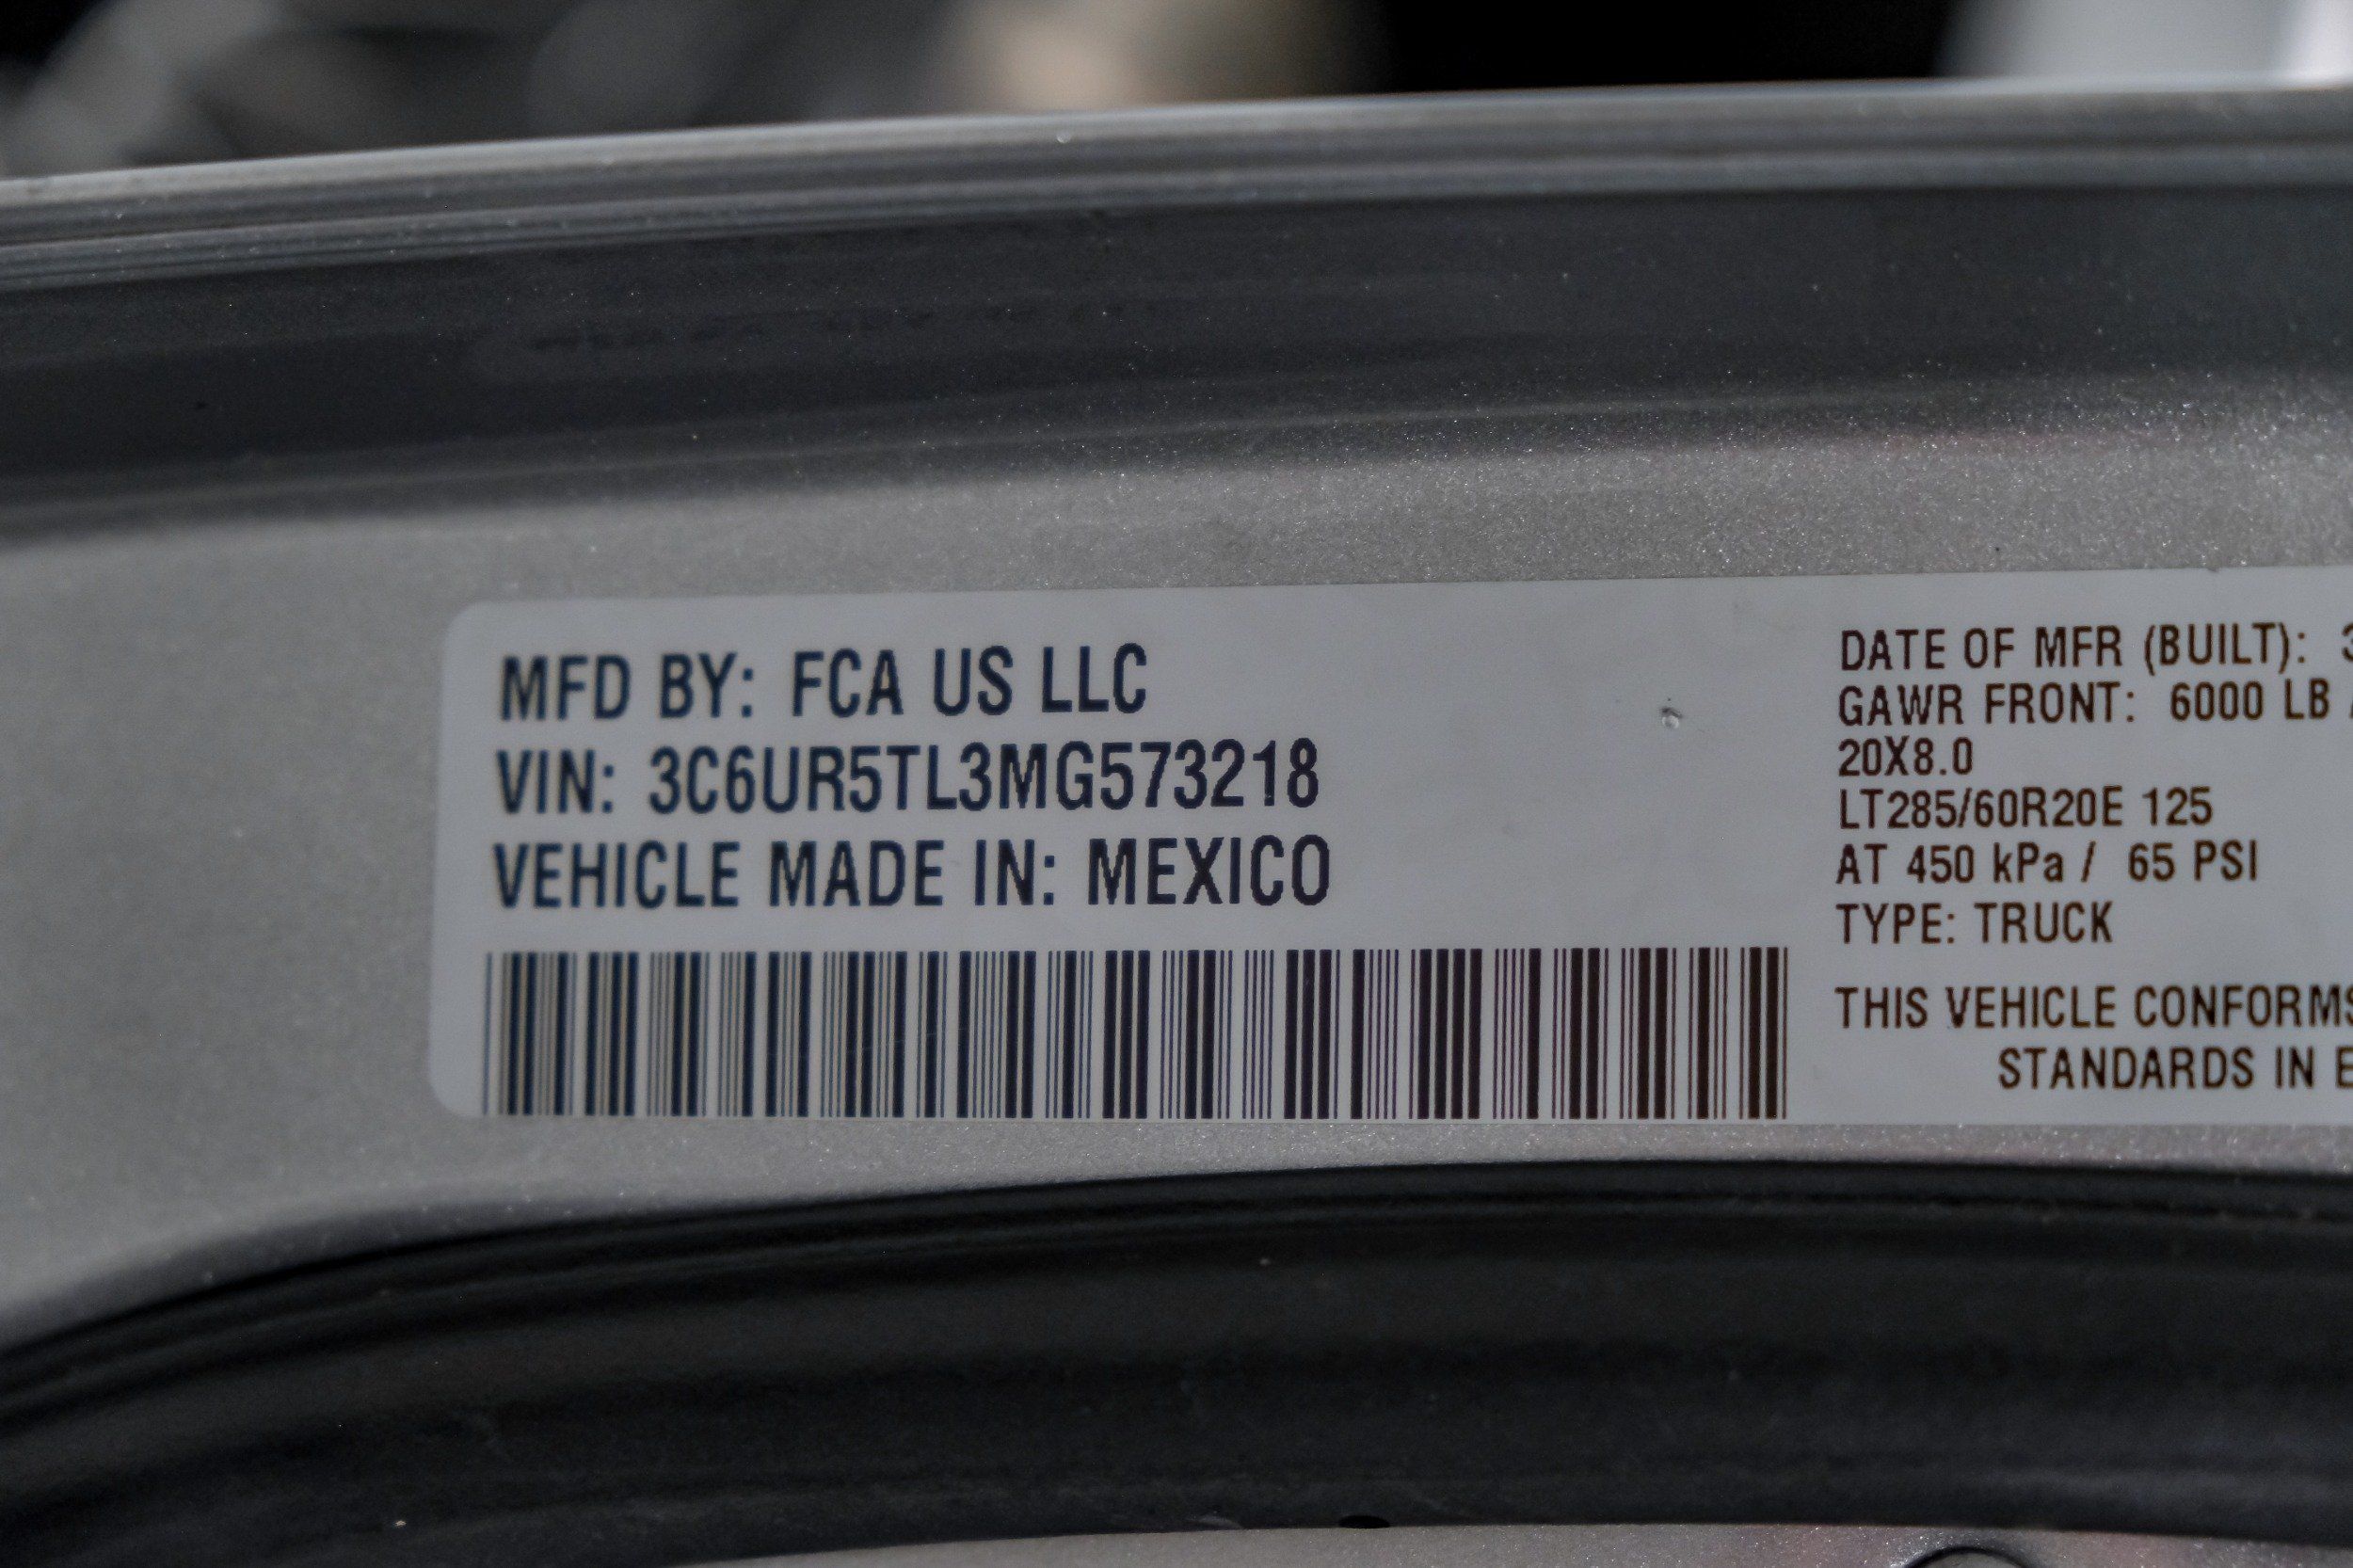 MFD BY: FCA US LLC
VIN: 3C6UR5TL3MG573218
VEHICLE MADE IN: MEXICO
DATE OF MFR (BUILT): 3
GAWR FRONT: 6000 LB
20X8.0
LT285/60R20E 125
AT 450 kPa / 65 PSI
TYPE: TRUCK
THIS VEHICLE CONFORMS
STANDARDS IN E